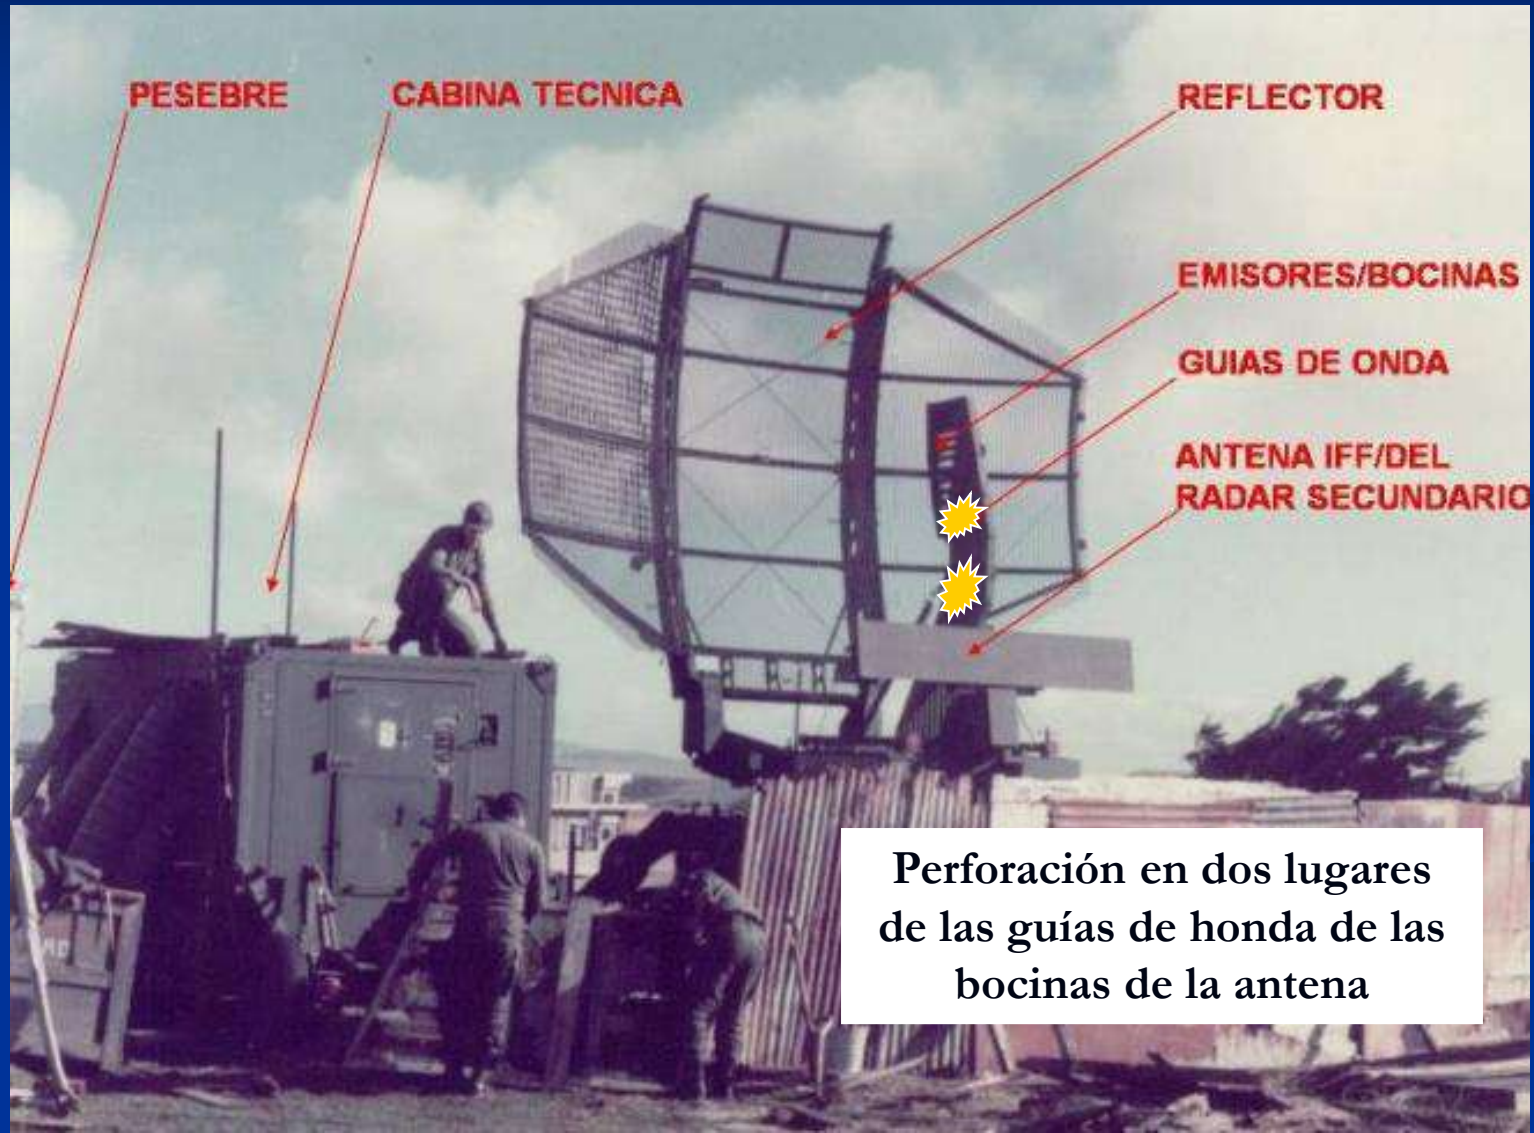 PESEBRE
CABINA TECNICA
REFLECTOR
EMISORES/BOCINAS
GUIAS DE ONDA
ANTENA IFF/DEL
RADAR SECUNDARIO
Perforación en dos lugares
de las guías de honda de las
bocinas de la antena